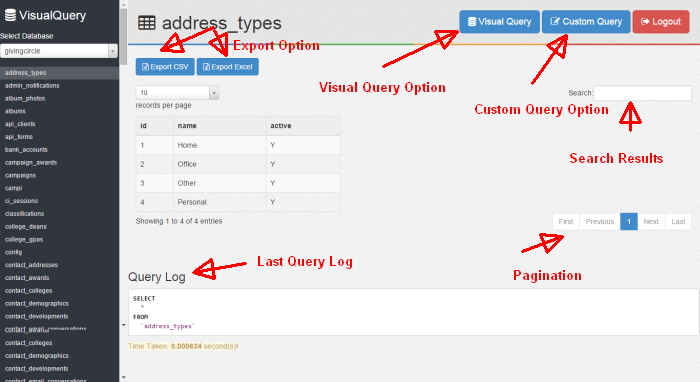 VisualQuery
Select Database
givingcircle
address_types
admin_notifications
album_photos
albums
api_clients
api_forms
bank_accounts
campaign_awards
campaigns
campi
ci_sessions
classifications
college_deans
college_gpas
config
contact_addresses
contact_awards
contact_colleges
contact_demographics
contact_developments
contact_email_conversations
contact_colleges
contact_demographics
contact_developments
contact_email_conversations
address_types
Visual Query
Custom Query
Logout
Export Option
Export CSV
Export Excel
Visual Query Option
Custom Query Option
10
records per page
Search:
Search Results
id name active
1 Home Y
2 Office Y
3 Other Y
4 Personal Y
Showing 1 to 4 of 4 entries
First Previous 1 Next Last
Pagination
Last Query Log
Query Log
SELECT
*
FROM
`address_types`
Time Taken: 0.000624 second(s)!